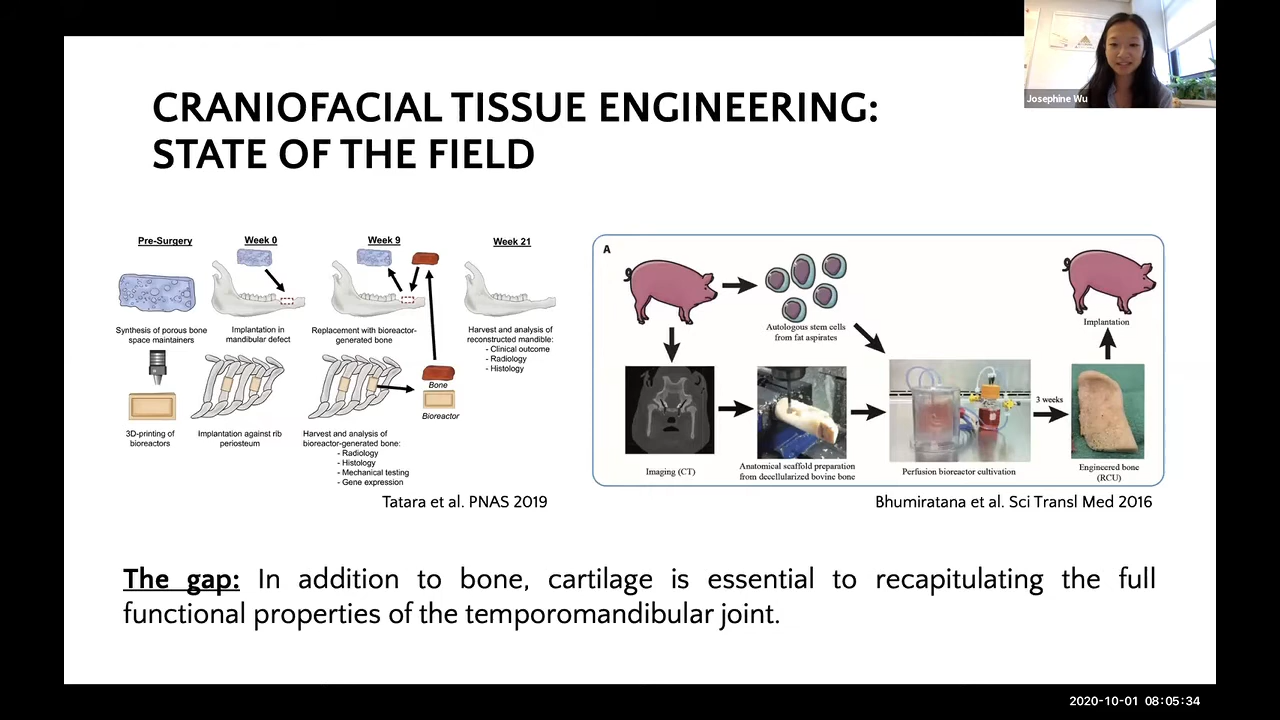 Josephine Wu
CRANIOFACIAL TISSUE ENGINEERING:
STATE OF THE FIELD
Pre-Surgery
Week 0
Week 9
Week 21
Synthesis of porous bone
space maintainers
Implantation in
mandibular defect
Replacement with bioreactor-
generated bone
Harvest and analysis of
reconstructed mandible:
- Clinical outcome
- Radiology
- Histology
Bone
Bioreactor
3D-printing of
bioreactors
Implantation against rib
periosteum
Harvest and analysis of
bioreactor-generated bone:
- Radiology
- Histology
- Mechanical testing
- Gene expression
Tatara et al. PNAS 2019
A
Autologous stem cells
from fat aspirates
Implantation
3 weeks
Imaging (CT)
Anatomical scaffold preparation
from decellularized bovine bone
Perfusion bioreactor cultivation
Engineered bone
(RCU)
Bhumiratana et al. Sci Transl Med 2016
The gap: In addition to bone, cartilage is essential to recapitulating the full
functional properties of the temporomandibular joint.
2020-10-01 08:05:34